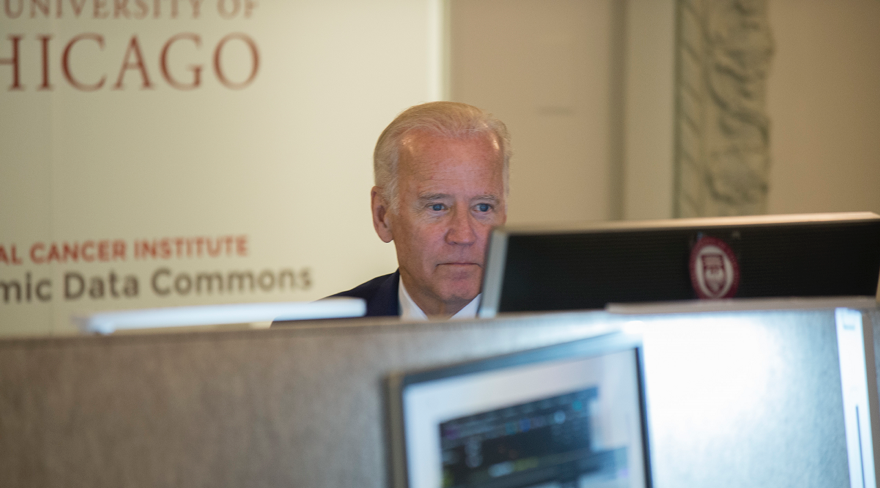 UNIVERSITY OF
HICAGO
AL CANCER INSTITUTE
mic Data Commons